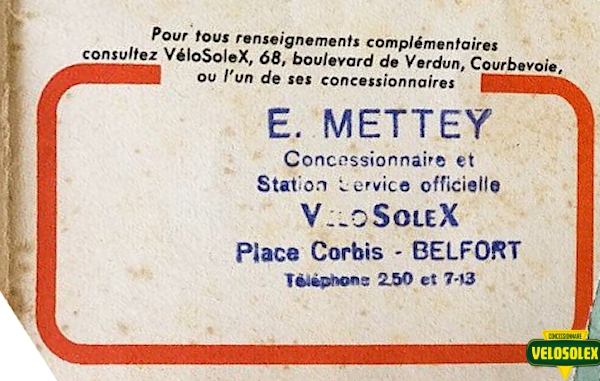 Pour tous renseignements complémentaires
consultez VéloSoleX, 68, boulevard de Verdun, Courbevoie,
ou l'un de ses concessionnaires
E. METTEY
Concessionnaire et
Station Service officielle
VéLoSoleX
Place Corbis - BELFORT
Téléphone 2.50 et 7-13
CONCESSIONNAIRE
VELOSOLEX